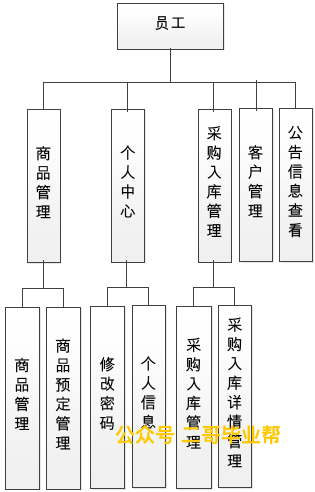 员工
商品管理
个人中心
采购入库管理
客户管理
公告信息查看
商品管理
商品预定管理
修改密码
个人信息
采购入库管理
采购入库详情管理
公众号 二哥毕业帮